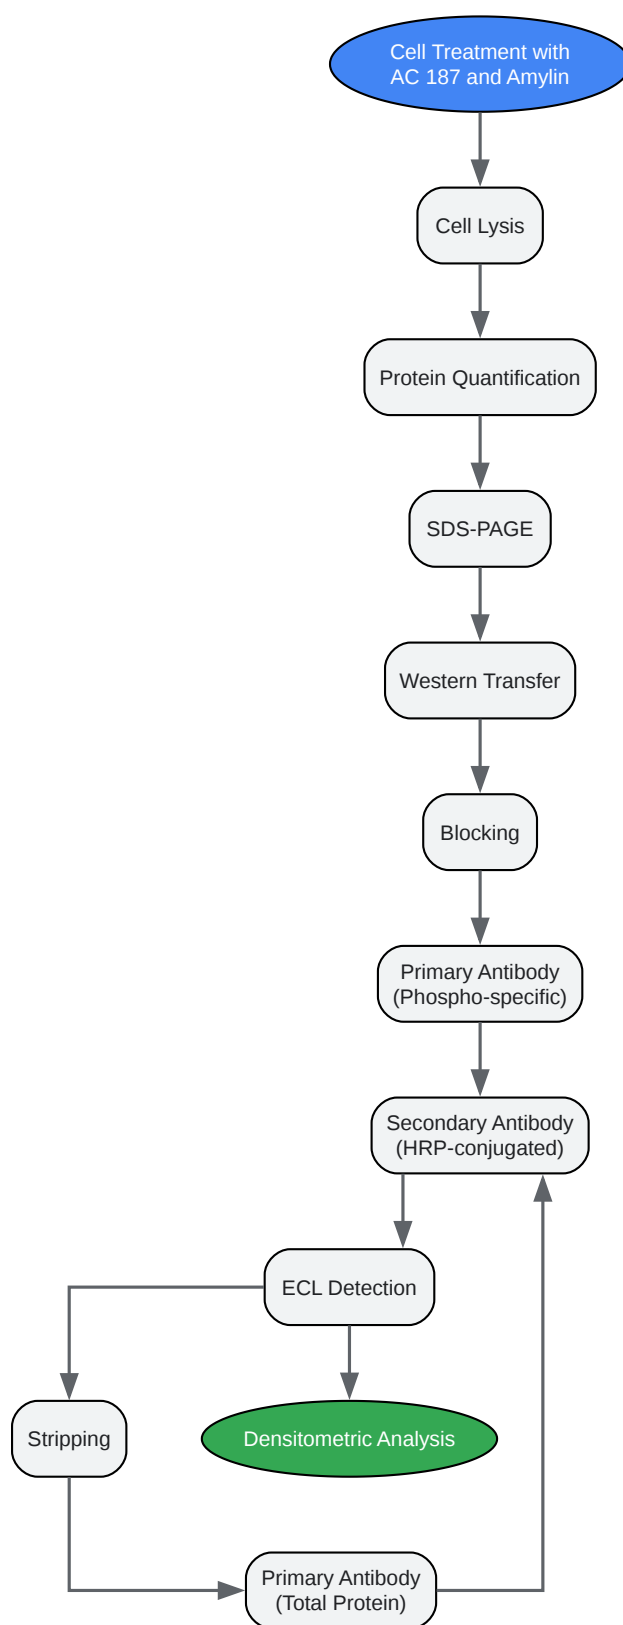 Cell Treatment with
AC 187 and Amylin
Cell Lysis
Protein Quantification
SDS-PAGE
Western Transfer
Blocking
Primary Antibody
(Phospho-specific)
Secondary Antibody
(HRP-conjugated)
ECL Detection
Stripping
Densitometric Analysis
Primary Antibody
(Total Protein)